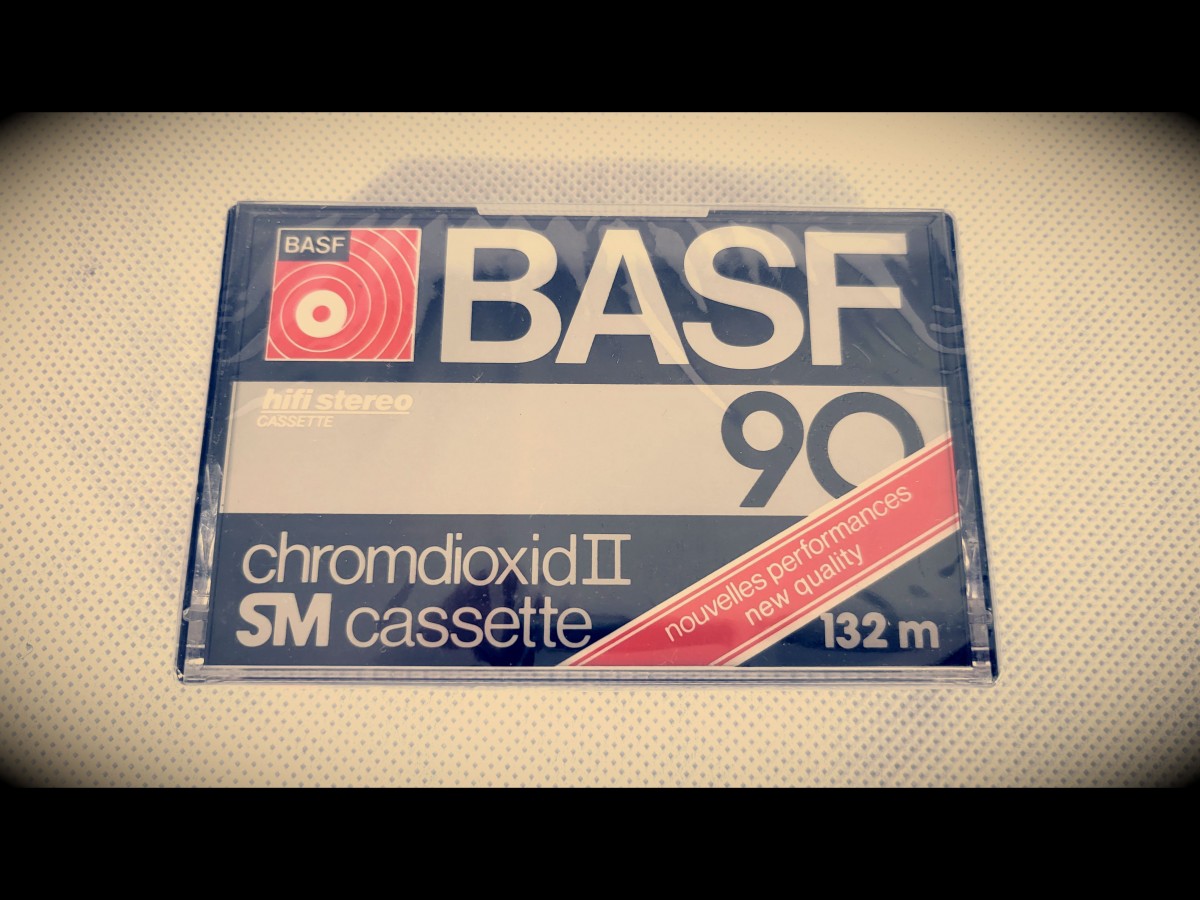 BASF
BASF
hifi stereo
CASSETTE
90
chromdioxid II
SM cassette
nouvelles performances
new quality
132 m